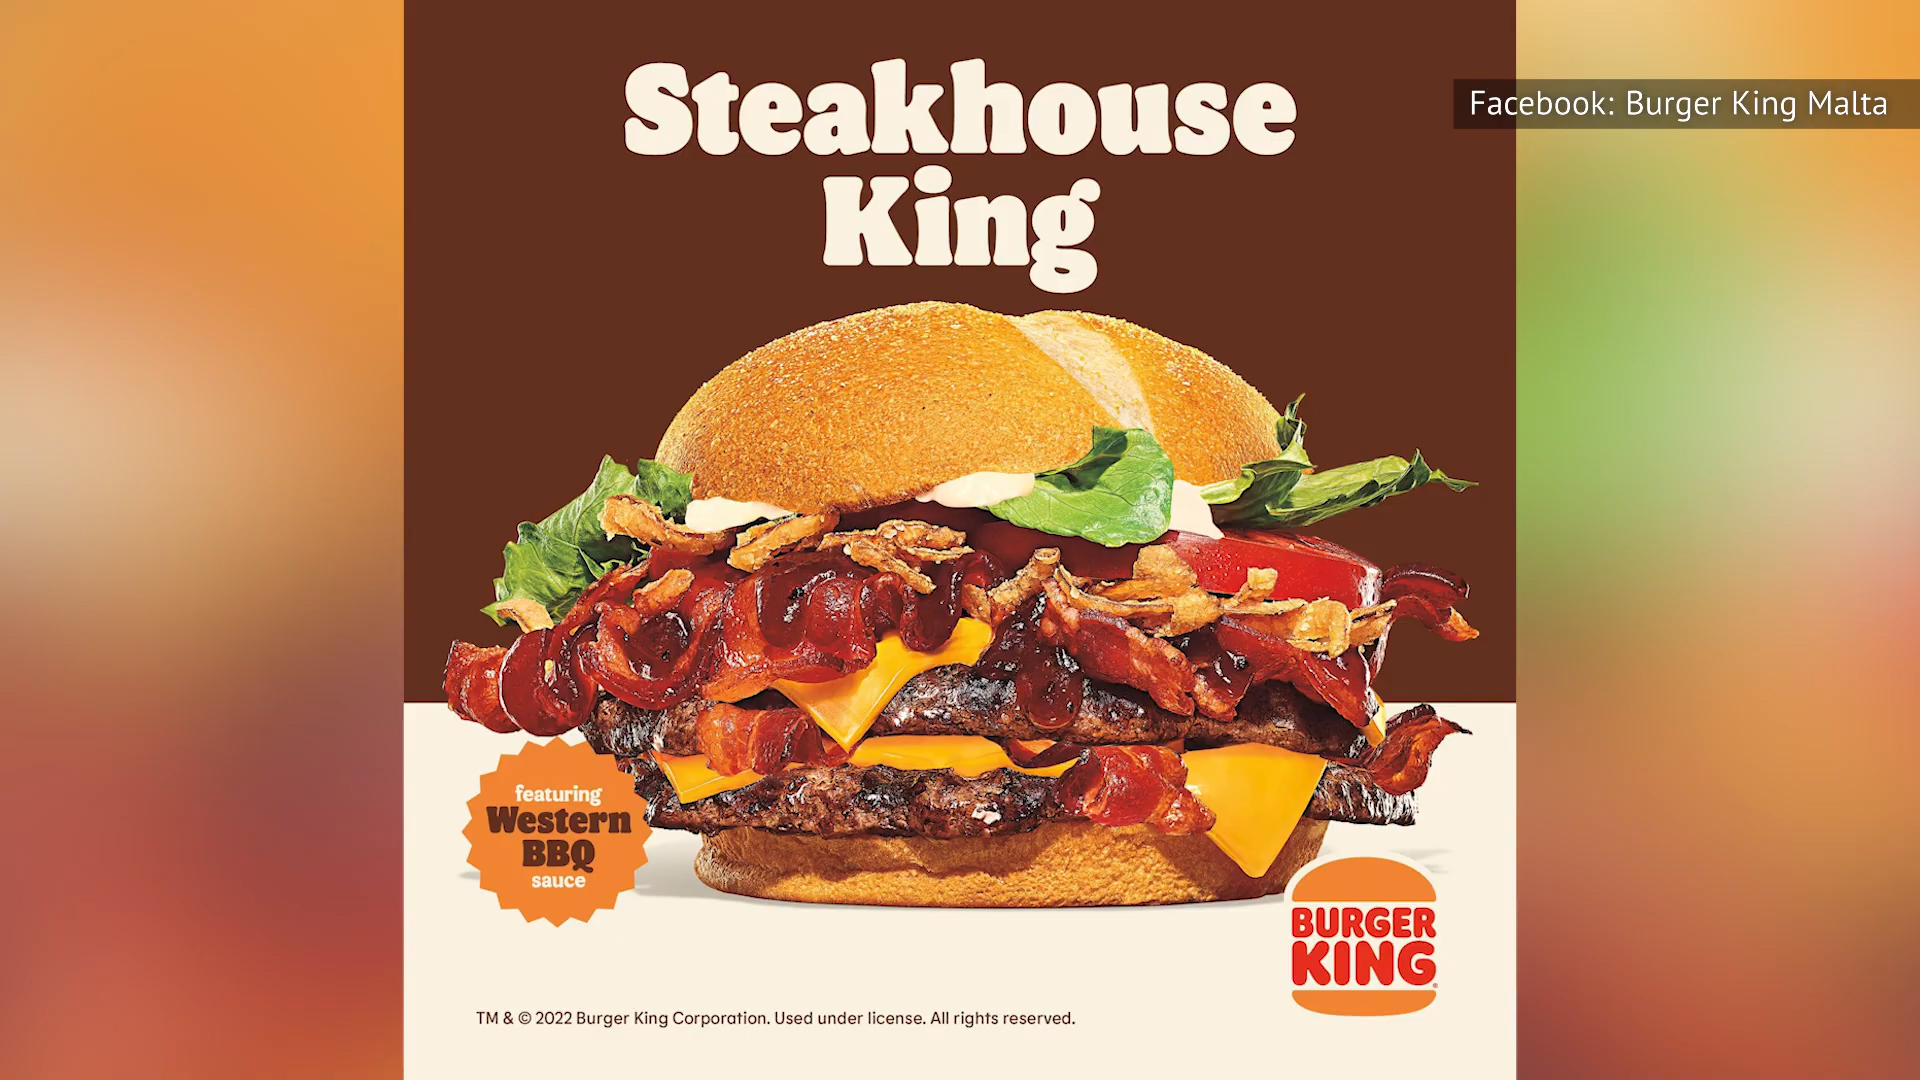 Steakhouse
King
Facebook: Burger King Malta
featuring
Western
BBQ
sauce
BURGER
KING
TM & © 2022 Burger King Corporation. Used under license. All rights reserved.